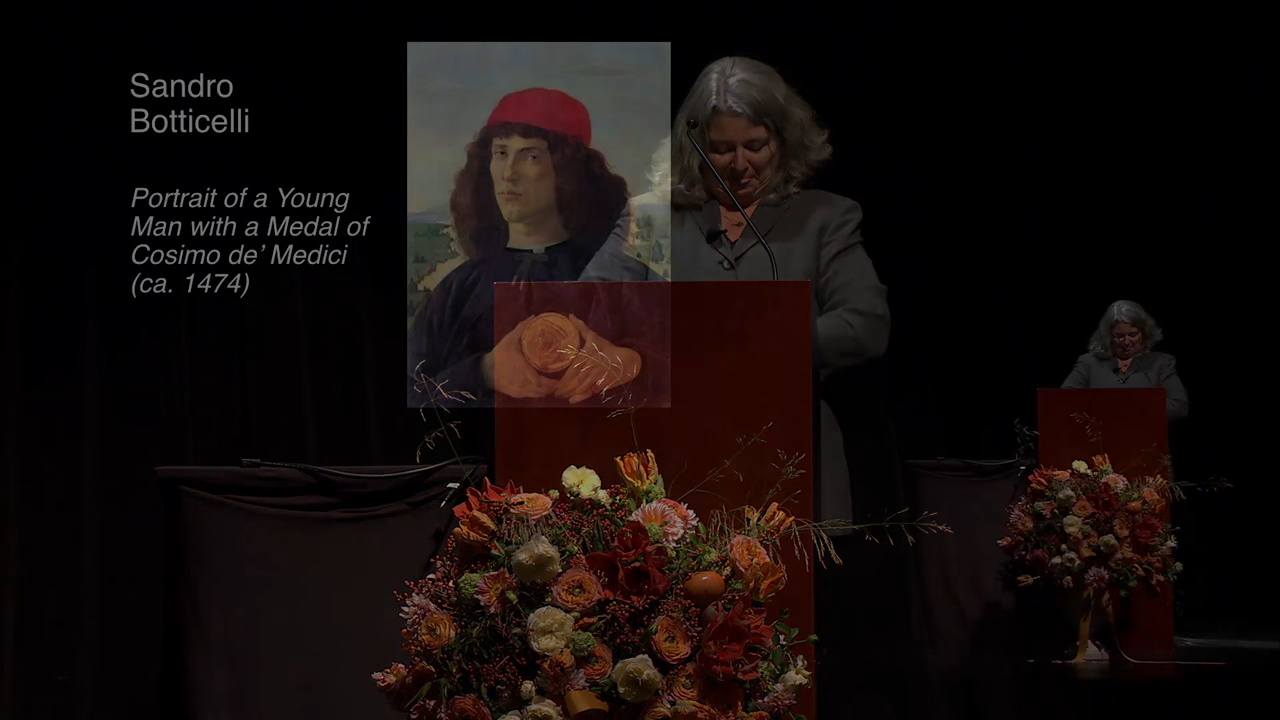 Sandro
Botticelli
Portrait of a Young
Man with a Medal of
Cosimo de’ Medici
(ca. 1474)